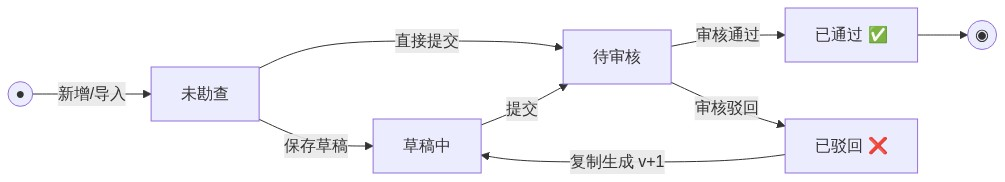 新增/导入
未勘查
直接提交
保存草稿
草稿中
提交
待审核
审核通过
审核驳回
已通过 ✅
已驳回 ❌
复制生成 v+1